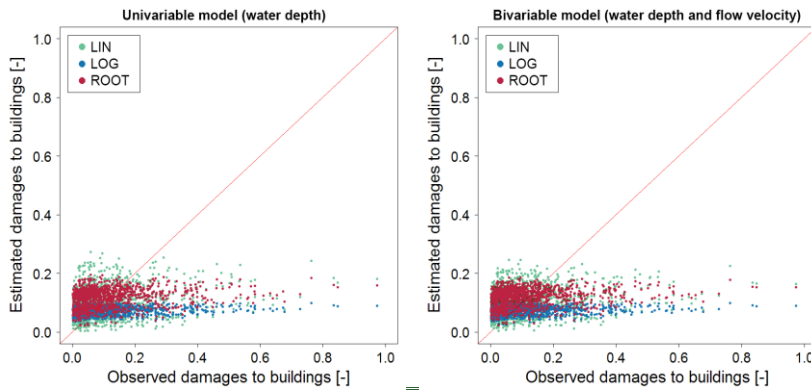 Univariable model (water depth)
1.0
0.8
0.6
0.4
0.2
0.0
Estimated damages to buildings [-]
LIN
LOG
ROOT
0.0 0.2 0.4 0.6 0.8 1.0
Observed damages to buildings [-]
Bivariable model (water depth and flow velocity)
1.0
0.8
0.6
0.4
0.2
0.0
Estimated damages to buildings [-]
LIN
LOG
ROOT
0.0 0.2 0.4 0.6 0.8 1.0
Observed damages to buildings [-]